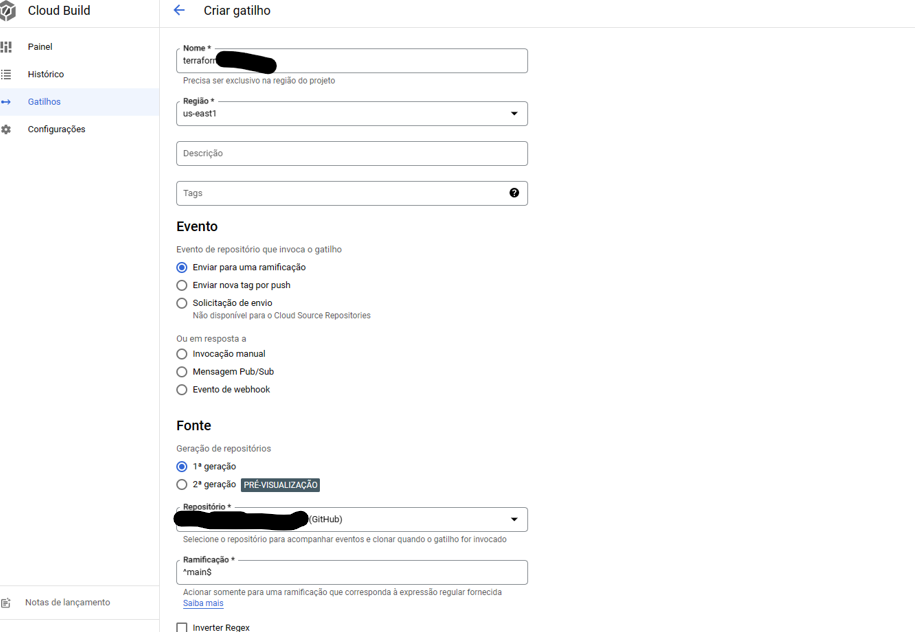 Cloud Build
Criar gatilho
Painel
Histórico
Gatilhos
Configurações
Notas de lançamento
Nome *
Precisa ser exclusivo na região do projeto
Região *
us-east1
Descrição
Tags
Evento
Evento de repositório que invoca o gatilho
Enviar para uma ramificação
Enviar nova tag por push
Solicitação de envio
Não disponível para o Cloud Source Repositories
Ou em resposta a
Invocação manual
Mensagem Pub/Sub
Evento de webhook
Fonte
Geração de repositórios
1ª geração
2ª geração PRÉ-VISUALIZAÇÃO
Repositório *
(GitHub)
Selecione o repositório para acompanhar eventos e clonar quando o gatilho for invocado
Ramificação *
^main$
Acionar somente para uma ramificação que corresponda à expressão regular fornecida
Saiba mais
Inverter Regex